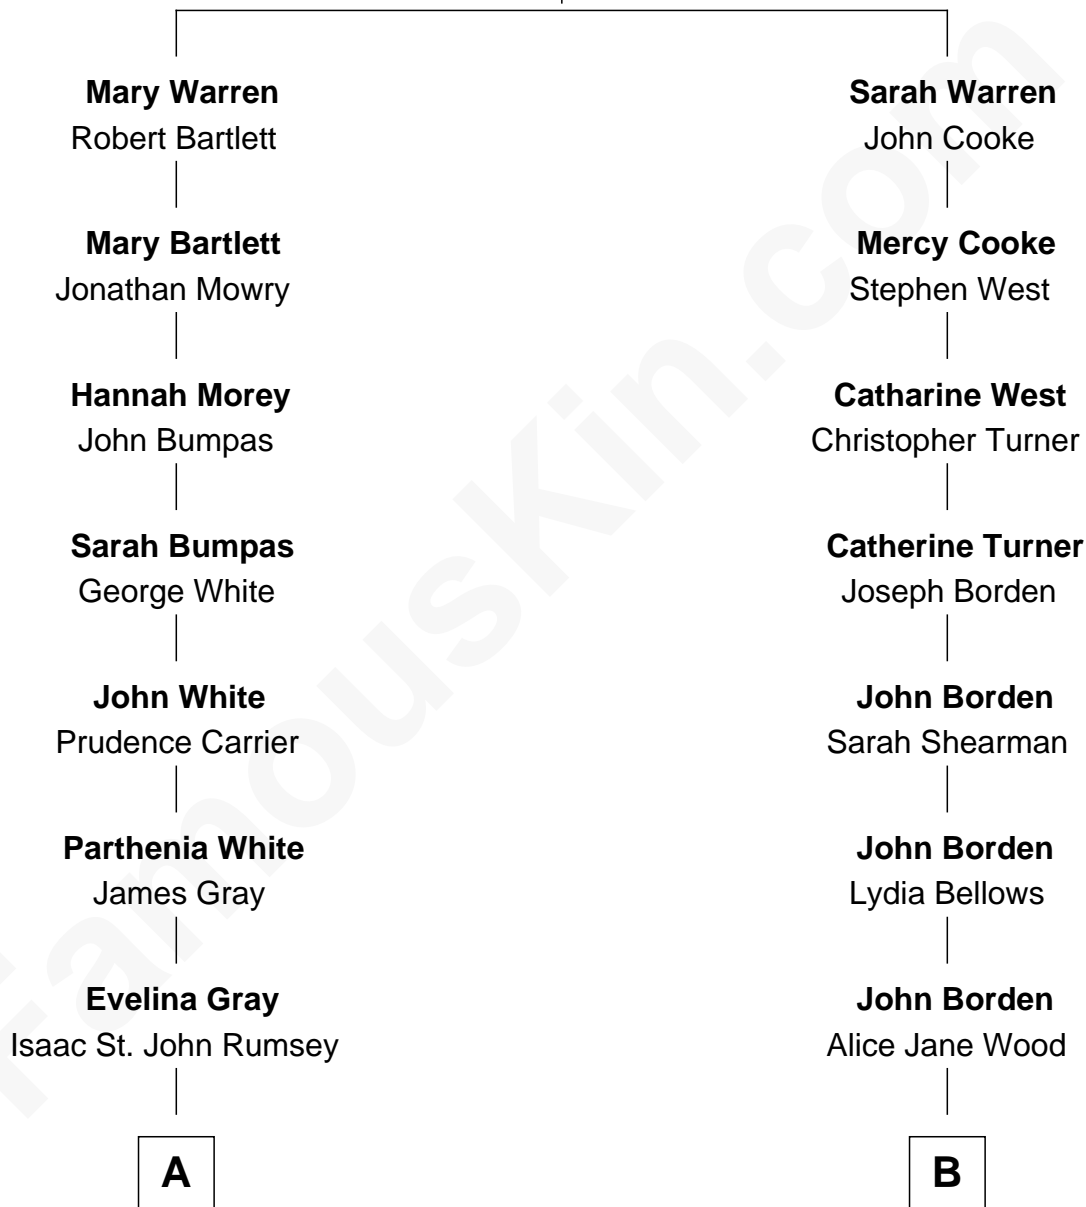 Mary Warren
Robert Bartlett
Mary Bartlett
Jonathan Mowry
Hannah Morey
John Bumpas
Sarah Bumpas
George White
John White
Prudence Carrier
Parthenia White
James Gray
Evelina Gray
Isaac St. John Rumsey
A
Sarah Warren
John Cooke
Mercy Cooke
Stephen West
Catharine West
Christopher Turner
Catherine Turner
Joseph Borden
John Borden
Sarah Shearman
John Borden
Lydia Bellows
John Borden
Alice Jane Wood
B
FamousKin.com